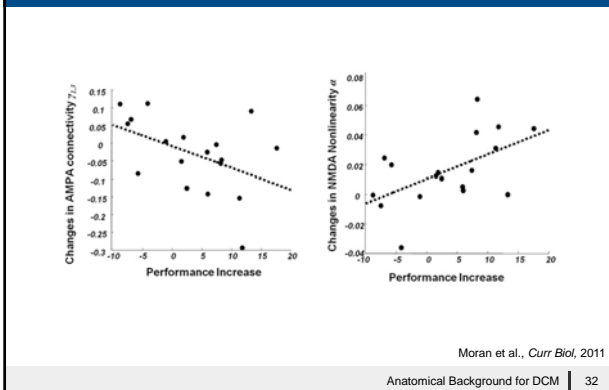 Changes in AMPA connectivity γ1,3
0.15
0.1
0.05
0
-0.05
-0.1
-0.15
-0.2
-0.25
-0.3
-10 -5 0 5 10 15 20
Performance Increase
Changes in NMDA Nonlinearity α
0.08
0.06
0.04
0.02
0
-0.02
-0.04
-10 -5 0 5 10 15 20
Performance Increase
Moran et al., Curr Biol, 2011
Anatomical Background for DCM | 32